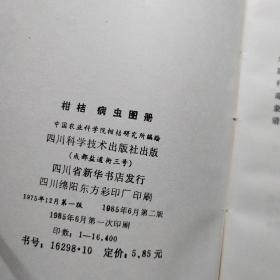 柑桔 病虫图册
中国农业科学院柑桔研究所编绘
四川科学技术出版社出版
(成都盐道街三号)
四川省新华书店发行
四川绵阳东方彩印厂印刷
1975年12月第一版 1985年6月第二版
1985年6月第一次印刷
印数:1—16,400
书号:16298·10 定价:5.85元